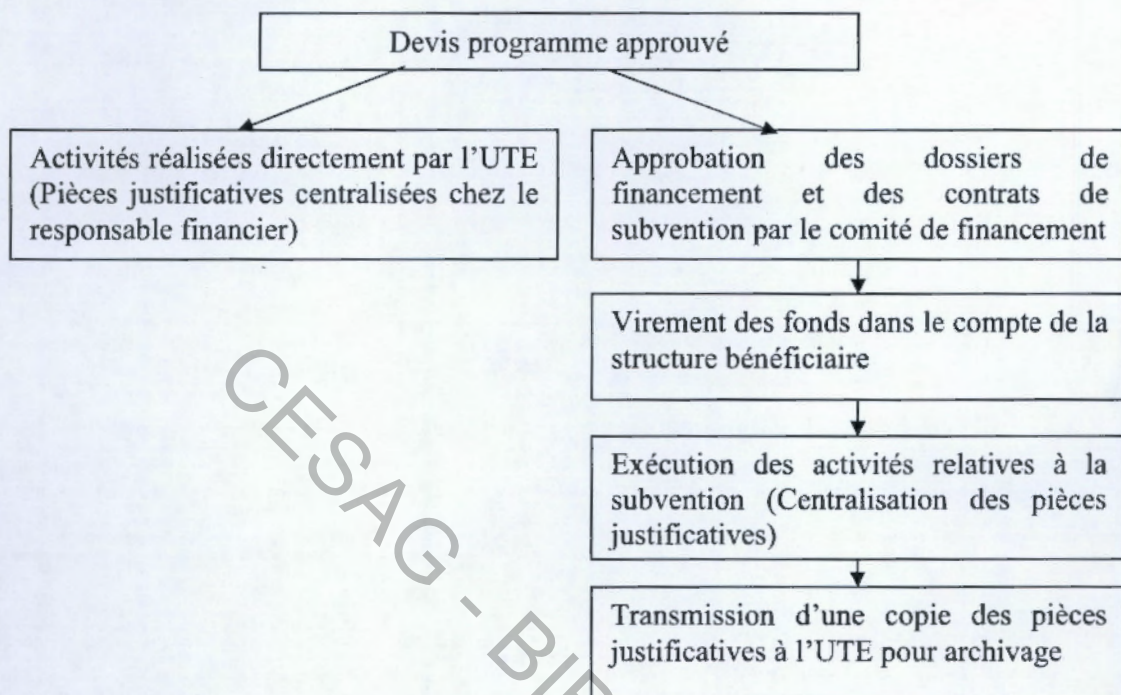 Devis programme approuvé
Activités réalisées directement par l'UTE
(Pièces justificatives centralisées chez le
responsable financier)
Approbation des dossiers de
financement et des contrats de
subvention par le comité de financement
Virement des fonds dans le compte de la
structure bénéficiaire
Exécution des activités relatives à la
subvention (Centralisation des pièces
justificatives)
Transmission d'une copie des pièces
justificatives à l'UTE pour archivage
CESAG - BI